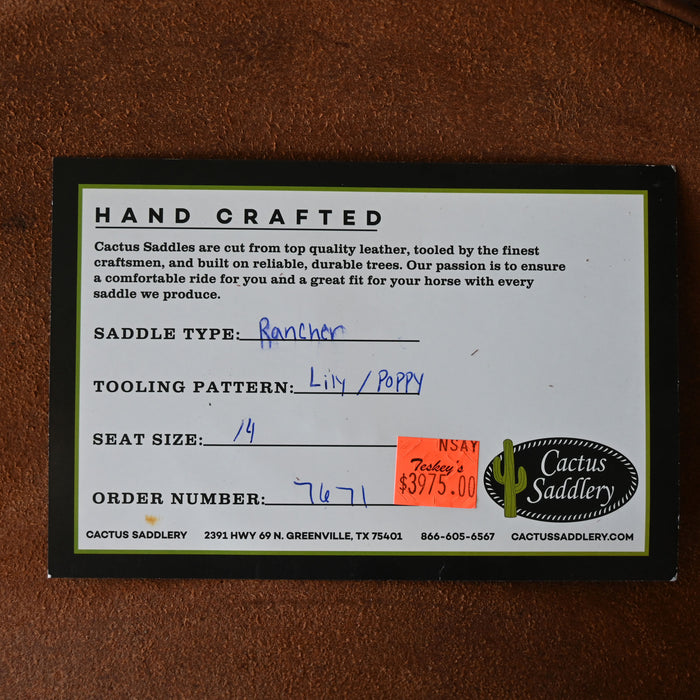 HAND CRAFTED
Cactus Saddles are cut from top quality leather, tooled by the finest
craftsmen, and built on reliable, durable trees. Our passion is to ensure
a comfortable ride for you and a great fit for your horse with every
saddle we produce.
SADDLE TYPE: Rancher
TOOLING PATTERN: Lily / Poppy
SEAT SIZE: 14
ORDER NUMBER: 7671
NSAY
Teskey's
$3975.00
Cactus
Saddlery
CACTUS SADDLERY 2391 HWY 69 N. GREENVILLE, TX 75401 866-605-6567 CACTUSSADDLERY.COM